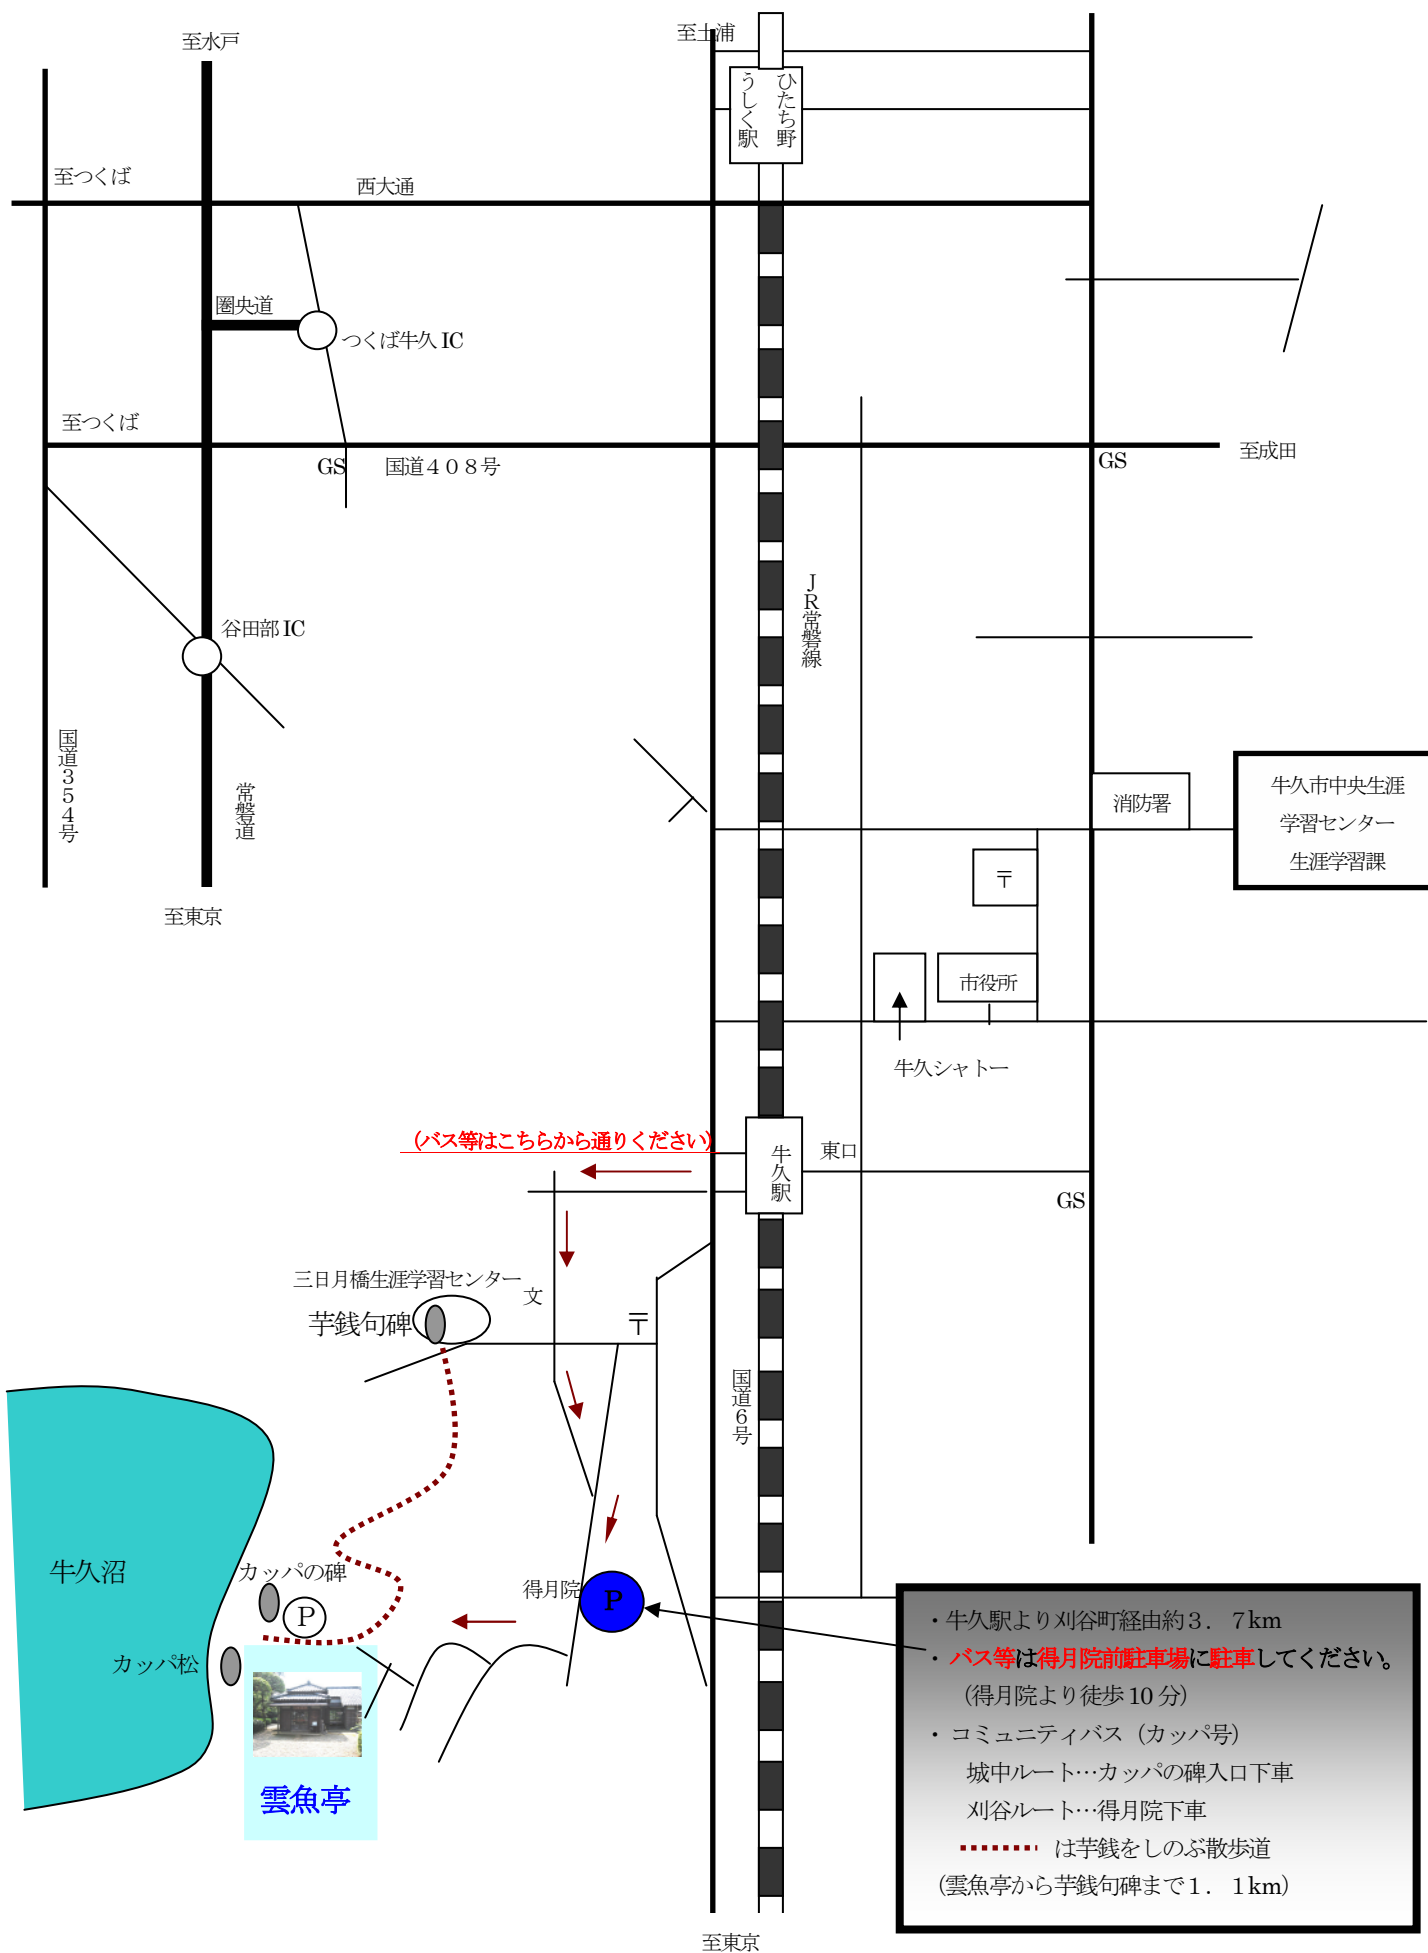 至水戸
至土浦
ひたち野
うしく駅
至つくば
西大通
圏央道
つくば牛久IC
至つくば
GS
国道408号
GS
至成田
JR常磐線
谷田部IC
国道354号
常磐道
消防署
牛久市中央生涯
学習センター
生涯学習課
〒
至東京
市役所
牛久シャトー
(バス等はこちらから通りください)
牛久駅
東口
GS
三日月橋生涯学習センター
文
芋銭句碑
〒
国道6号
牛久沼
カッパの碑
P
得月院
P
カッパ松
雲魚亭
・牛久駅より刈谷町経由約3.7km
・バス等は得月院前駐車場に駐車してください。
(得月院より徒歩10分)
・コミュニティバス(カッパ号)
城中ルート…カッパの碑入口下車
刈谷ルート…得月院下車
は芋銭をしのぶ散歩道
(雲魚亭から芋銭句碑まで1.1km)
至東京